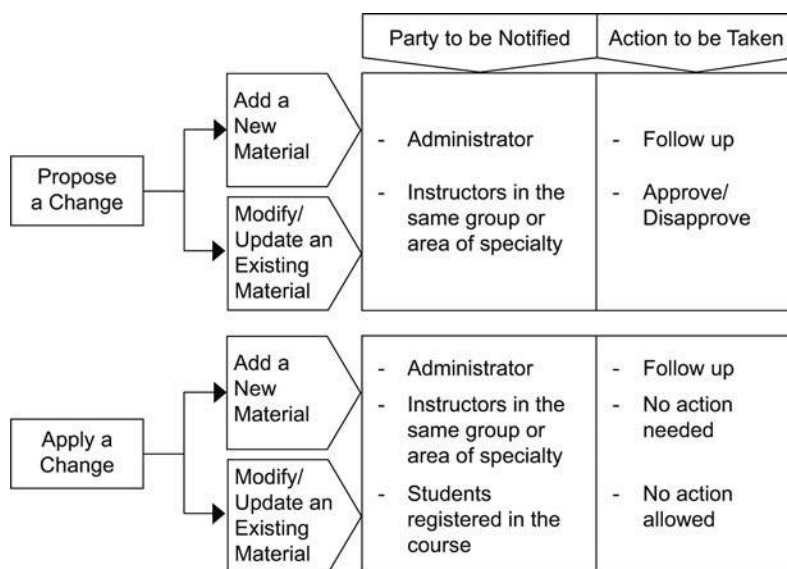 Party to be Notified
Action to be Taken
Propose
a Change
Add a
New
Material
Modify/
Update an
Existing
Material
- Administrator
- Instructors in the
same group or
area of specialty
- Follow up
- Approve/
Disapprove
Apply a
Change
Add a
New
Material
Modify/
Update an
Existing
Material
- Administrator
- Instructors in the
same group or
area of specialty
- Students
registered in the
course
- Follow up
- No action
needed
- No action
allowed